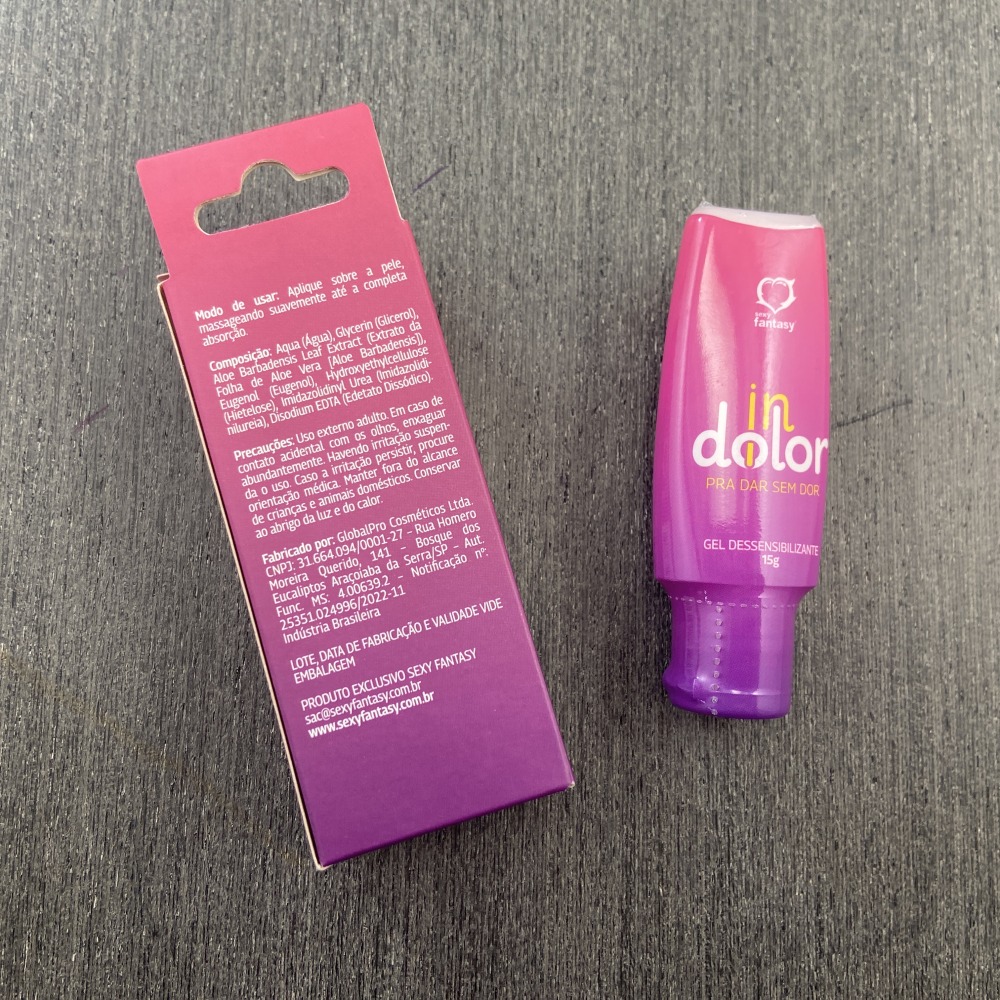 Modo de usar: Aplique sobre a pele,
massageando suavemente até a completa
absorção.
Composição: Aqua (Água), Glycerin (Glicerol),
Aloe Barbadensis Leaf Extract (Extrato da
Folha de Aloe Vera [Aloe Barbadensis]),
Eugenol (Eugenol), Hydroxyethylcellulose
(Hietelose), Imidazolidinyl Urea (Imidazolidi-
nilureia), Disodium EDTA (Edetato Dissódico).
Precauções: Uso externo adulto. Em caso de
contato acidental com os olhos, enxaguar
abundantemente. Havendo irritação suspen-
da o uso. Caso a irritação persistir, procure
orientação médica. Manter fora do alcance
de crianças e animais domésticos. Conservar
ao abrigo da luz e do calor.
Fabricado por: GlobalPro Cosméticos Ltda.
CNPJ: 31.664.094/0001-27 - Rua Homero
Moreira Querido, 141 - Bosque dos
Eucaliptos Araçoiaba da Serra/SP - Aut.
Func. MS: 4.00639.2 - Notificação nº:
25351.024996/2022-11
Indústria Brasileira
LOTE, DATA DE FABRICAÇÃO E VALIDADE VIDE
EMBALAGEM
PRODUTO EXCLUSIVO SEXY FANTASY
sac@sexyfantasy.com.br
www.sexyfantasy.com.br
sexy
fantasy
in
dolor
PRA DAR SEM DOR
GEL DESSENSIBILIZANTE
15g